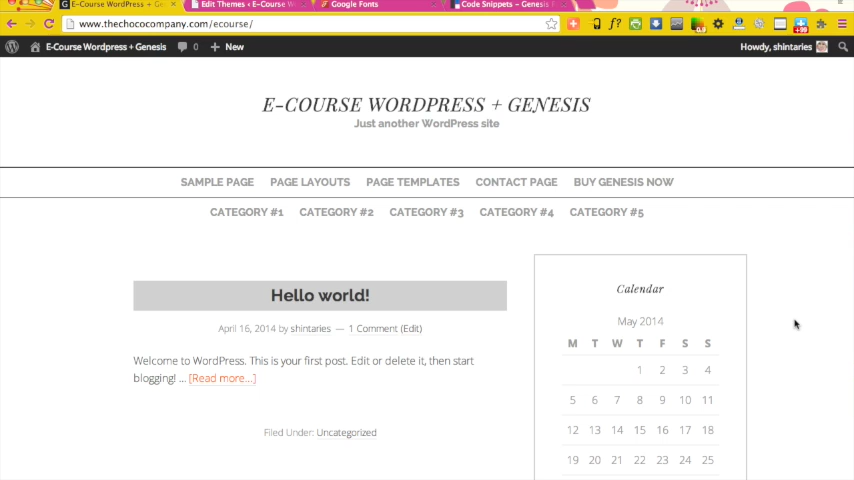 E-Course Wordpress + Gen
Edit Themes ‹ E-Course W
Google Fonts
Code Snippets – Genesis F
www.thechococompany.com/ecourse/
f?
E-Course Wordpress + Genesis
0
+ New
Howdy, shintaries
E-COURSE WORDPRESS + GENESIS
Just another WordPress site
SAMPLE PAGE PAGE LAYOUTS PAGE TEMPLATES CONTACT PAGE BUY GENESIS NOW
CATEGORY #1 CATEGORY #2 CATEGORY #3 CATEGORY #4 CATEGORY #5
Hello world!
April 16, 2014 by shintaries — 1 Comment (Edit)
Welcome to WordPress. This is your first post. Edit or delete it, then start
blogging! ... [Read more...]
Filed Under: Uncategorized
Calendar
May 2014
M T W T F S S
1 2 3 4
5 6 7 8 9 10 11
12 13 14 15 16 17 18
19 20 21 22 23 24 25